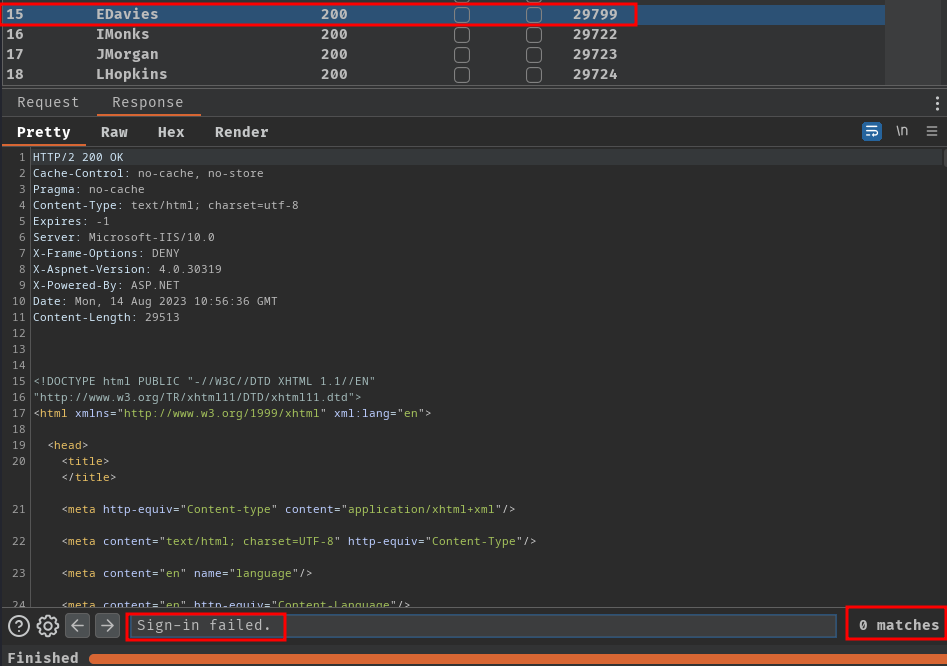 15 EDavies 200 29799
16 IMonks 200 29722
17 JMorgan 200 29723
18 LHopkins 200 29724
Request Response
Pretty Raw Hex Render \n
1 HTTP/2 200 OK
2 Cache-Control: no-cache, no-store
3 Pragma: no-cache
4 Content-Type: text/html; charset=utf-8
5 Expires: -1
6 Server: Microsoft-IIS/10.0
7 X-Frame-Options: DENY
8 X-Aspnet-Version: 4.0.30319
9 X-Powered-By: ASP.NET
10 Date: Mon, 14 Aug 2023 10:56:36 GMT
11 Content-Length: 29513
12
13
14
15 <!DOCTYPE html PUBLIC "-//W3C//DTD XHTML 1.1//EN"
16 "http://www.w3.org/TR/xhtml11/DTD/xhtml11.dtd">
17 <html xmlns="http://www.w3.org/1999/xhtml" xml:lang="en">
18
19 <head>
20 <title>
</title>
21 <meta http-equiv="Content-type" content="application/xhtml+xml"/>
22 <meta content="text/html; charset=UTF-8" http-equiv="Content-Type"/>
23 <meta content="en" name="language"/>
24 <meta content="en" http-equiv="Content-Language"/>
? Sign-in failed. 0 matches
Finished